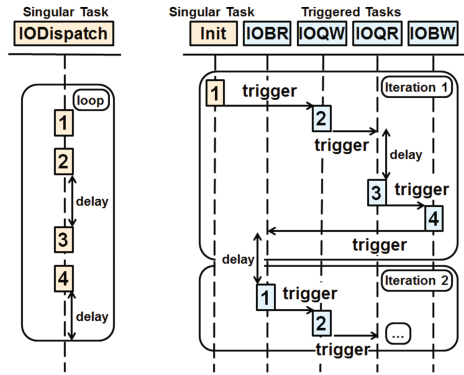 Singular Task
IODispatch
loop
1
2
delay
3
4
delay
Singular Task Triggered Tasks
Init IOBR IOQW IOQR IOBW
Iteration 1
1
trigger
2
trigger
delay
3
trigger
4
trigger
delay
Iteration 2
1
trigger
2
trigger
...